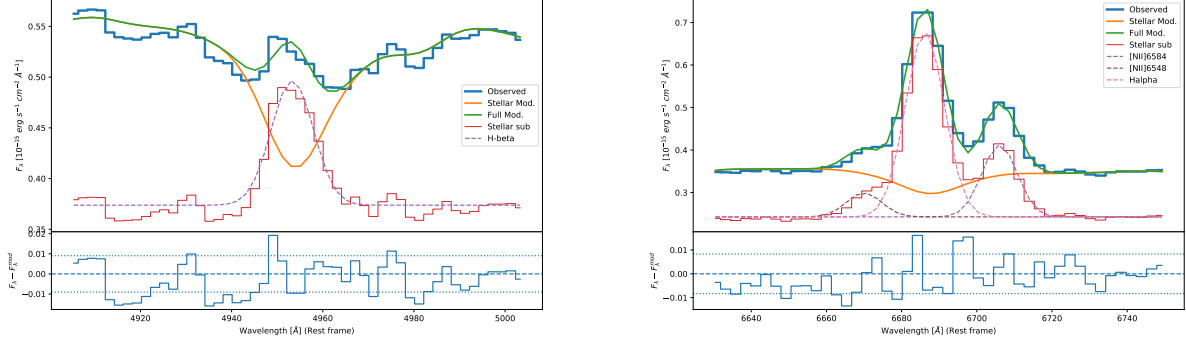 0.55
0.50
0.45
0.40
0.35
F_λ [10⁻¹⁵ erg s⁻¹ cm⁻² Å⁻¹]
Observed
Stellar Mod.
Full Mod.
Stellar sub
H-beta
0.02
0.01
0.00
−0.01
F_λ − F_λ^mod
4920
4940
4960
4980
5000
Wavelength [Å] (Rest frame)
0.7
0.6
0.5
0.4
0.3
F_λ [10⁻¹⁵ erg s⁻¹ cm⁻² Å⁻¹]
Observed
Stellar Mod.
Full Mod.
Stellar sub
[NII]6584
[NII]6548
Halpha
0.01
0.00
−0.01
F_λ − F_λ^mod
6640
6660
6680
6700
6720
6740
Wavelength [Å] (Rest frame)